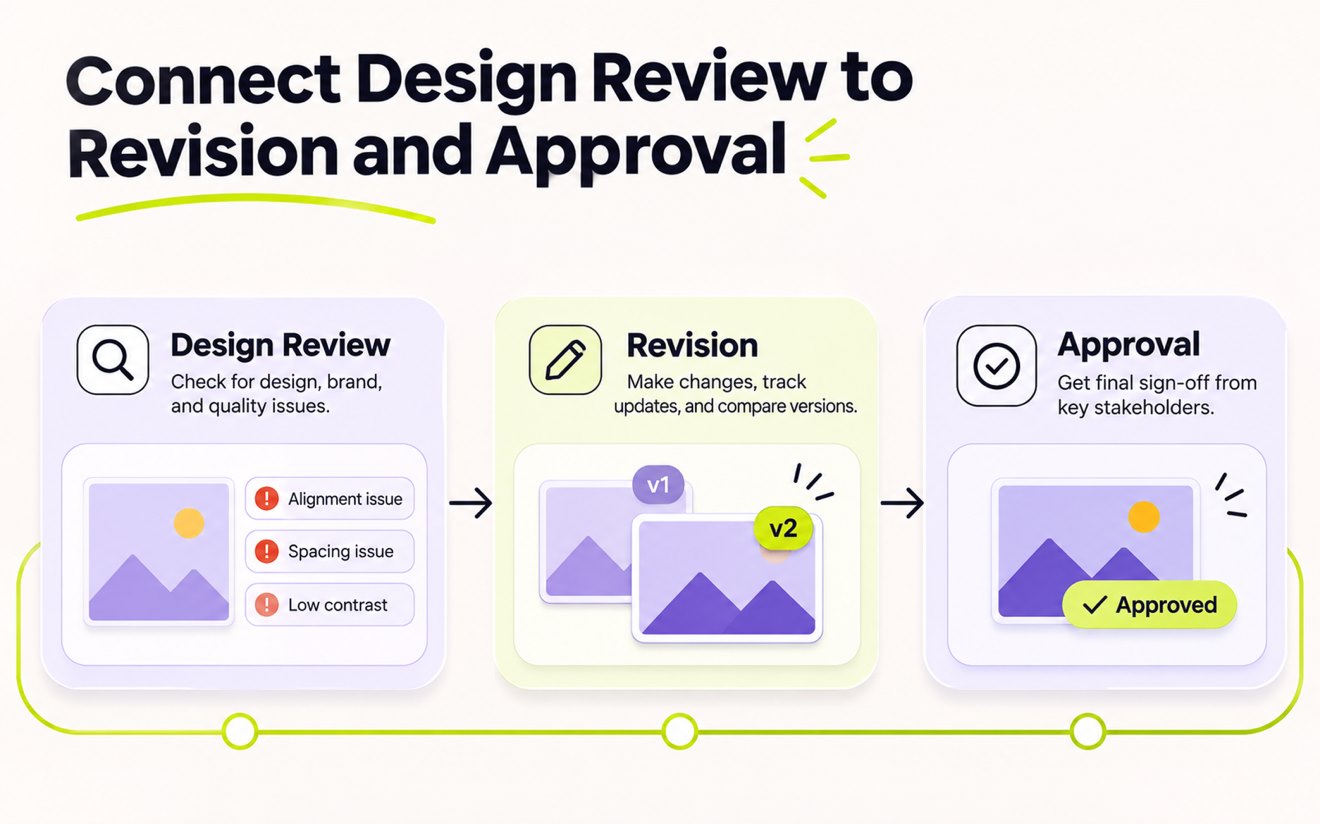 Connect Design Review to
Revision and Approval
Design Review
Check for design, brand,
and quality issues.
Alignment issue
Spacing issue
Low contrast
Revision
Make changes, track
updates, and compare versions.
v1
v2
Approval
Get final sign-off from
key stakeholders.
Approved